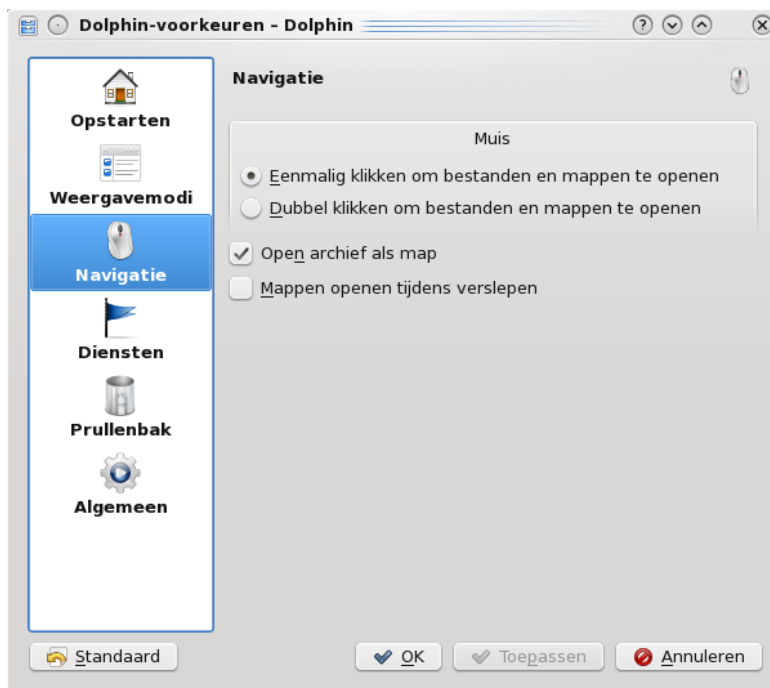 Dolphin-voorkeuren – Dolphin
Opstarten
Weergavemodi
Navigatie
Diensten
Prullenbak
Algemeen
Navigatie
Muis
Eenmalig klikken om bestanden en mappen te openen
Dubbel klikken om bestanden en mappen te openen
Open archief als map
Mappen openen tijdens verslepen
Standaard
OK
Toepassen
Annuleren